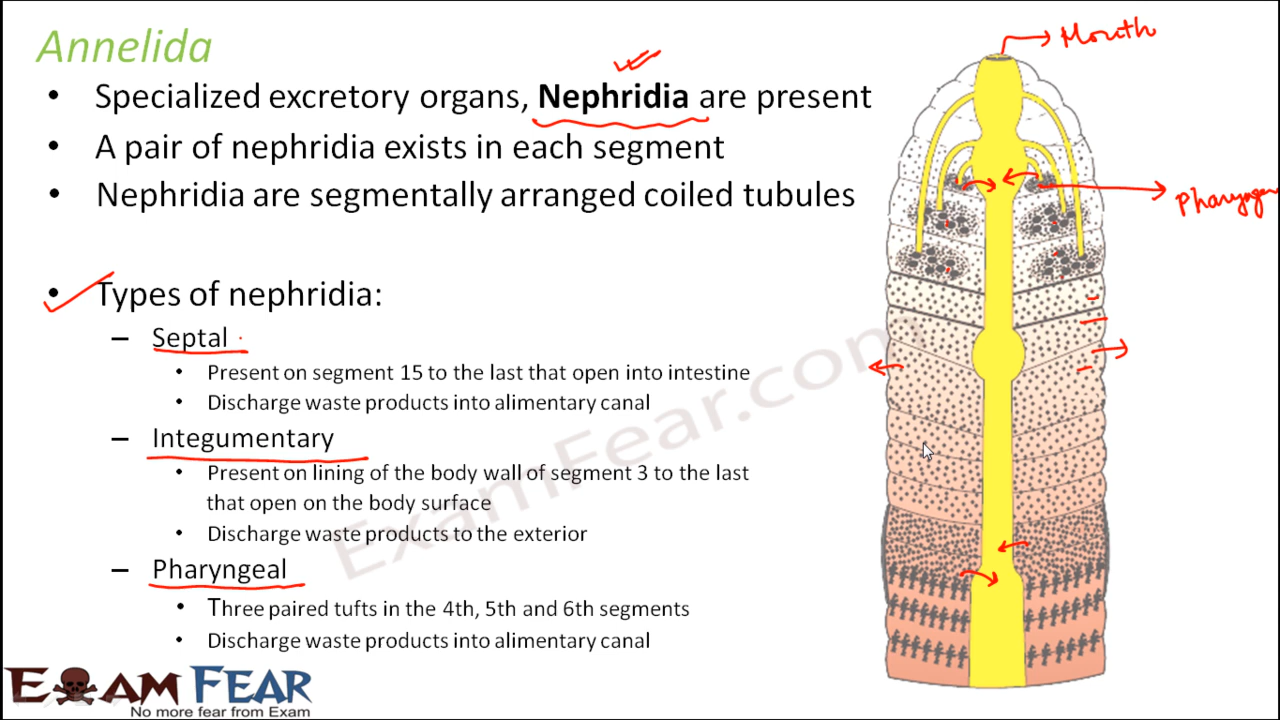 Annelida
• Specialized excretory organs, Nephridia are present
• A pair of nephridia exists in each segment
• Nephridia are segmentally arranged coiled tubules
• Types of nephridia:
– Septal
• Present on segment 15 to the last that open into intestine
• Discharge waste products into alimentary canal
– Integumentary
• Present on lining of the body wall of segment 3 to the last
that open on the body surface
• Discharge waste products to the exterior
– Pharyngeal
• Three paired tufts in the 4th, 5th and 6th segments
• Discharge waste products into alimentary canal
Mouth
ExamFear.com
EXAM FEAR
No more fear from Exam